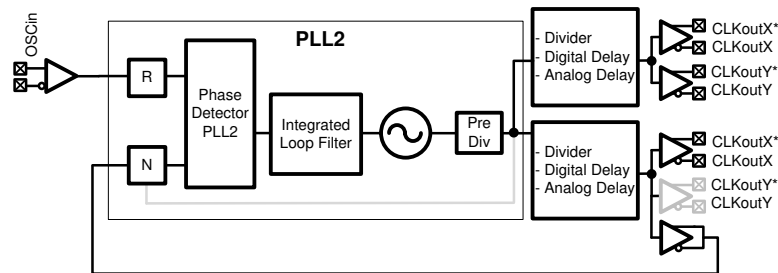 PLL2
OSCin
R
N
Phase
Detector
PLL2
Integrated
Loop Filter
Pre
Div
- Divider
- Digital Delay
- Analog Delay
CLKoutX*
CLKoutX
CLKoutY*
CLKoutY
- Divider
- Digital Delay
- Analog Delay
CLKoutX*
CLKoutX
CLKoutY*
CLKoutY